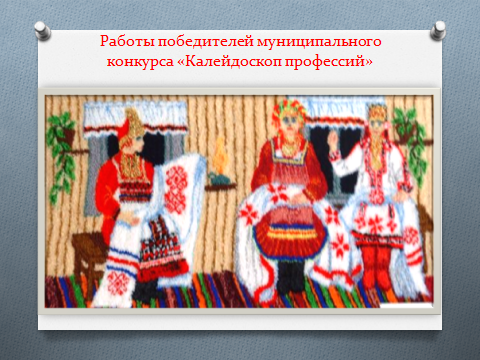 Работы победителей муниципального
конкурса «Калейдоскоп профессий»